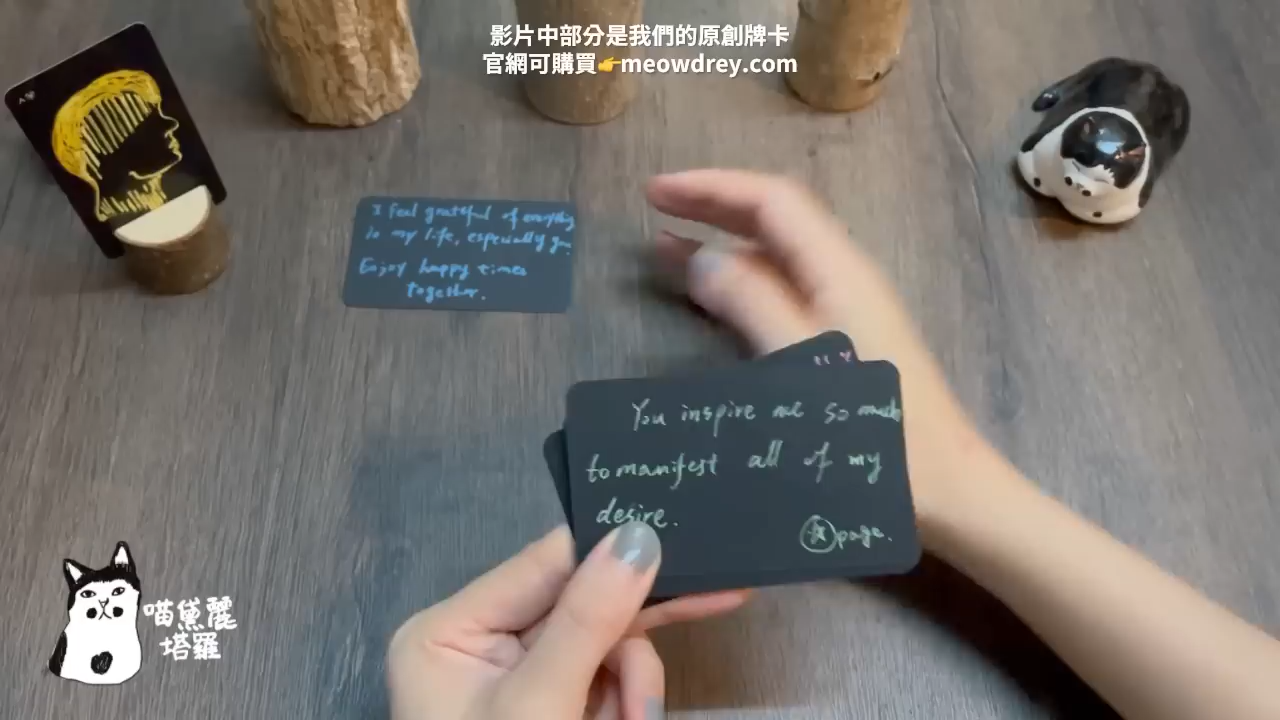 影片中部分是我們的原創牌卡
官網可購買👉meowdrey.com
I feel grateful of everything
in my life, especially you.
Enjoy happy times
together.
You inspire me so much
to manifest all of my
desire.
page.
喵黛麗
塔羅